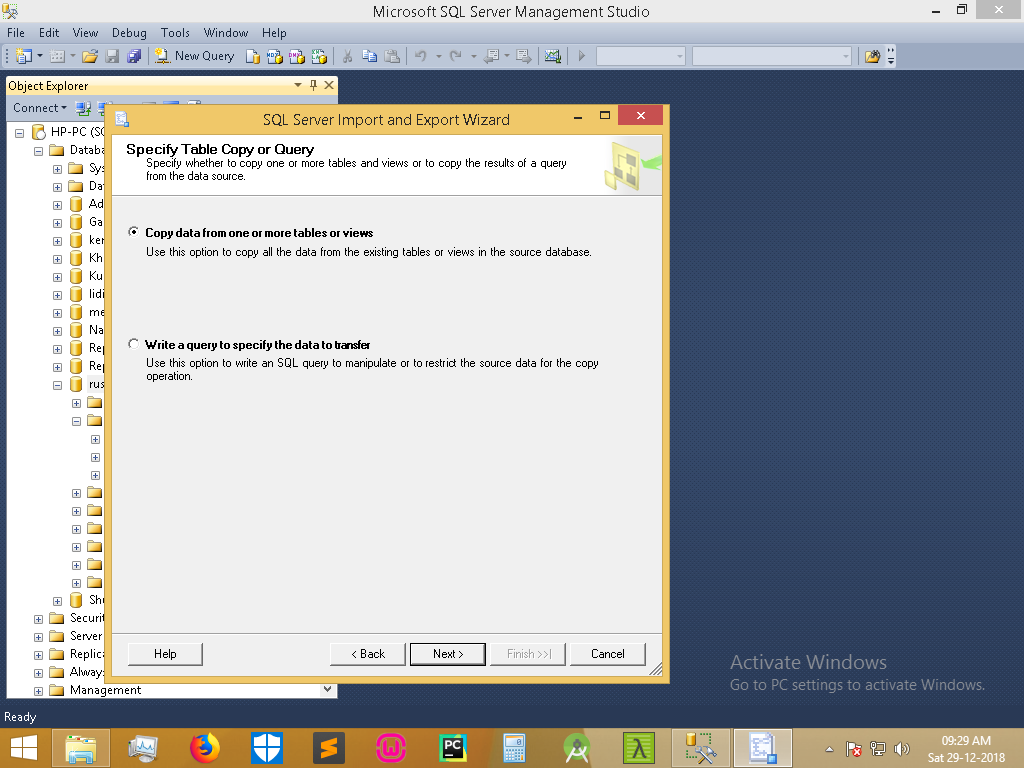 Microsoft SQL Server Management Studio
File Edit View Debug Tools Window Help
New Query
Object Explorer
Connect
HP-PC (SQ
Databa
Sys
Da
Ad
Ga
ker
Kh
Ku
lidi
me
Na
Rep
Rep
rus
Sh
Securit
Server
Replica
Always
Management
SQL Server Import and Export Wizard
Specify Table Copy or Query
Specify whether to copy one or more tables and views or to copy the results of a query
from the data source.
Copy data from one or more tables or views
Use this option to copy all the data from the existing tables or views in the source database.
Write a query to specify the data to transfer
Use this option to write an SQL query to manipulate or to restrict the source data for the copy
operation.
Help < Back Next > Finish >>| Cancel
Activate Windows
Go to PC settings to activate Windows.
Ready
PC
09:29 AM
Sat 29-12-2018